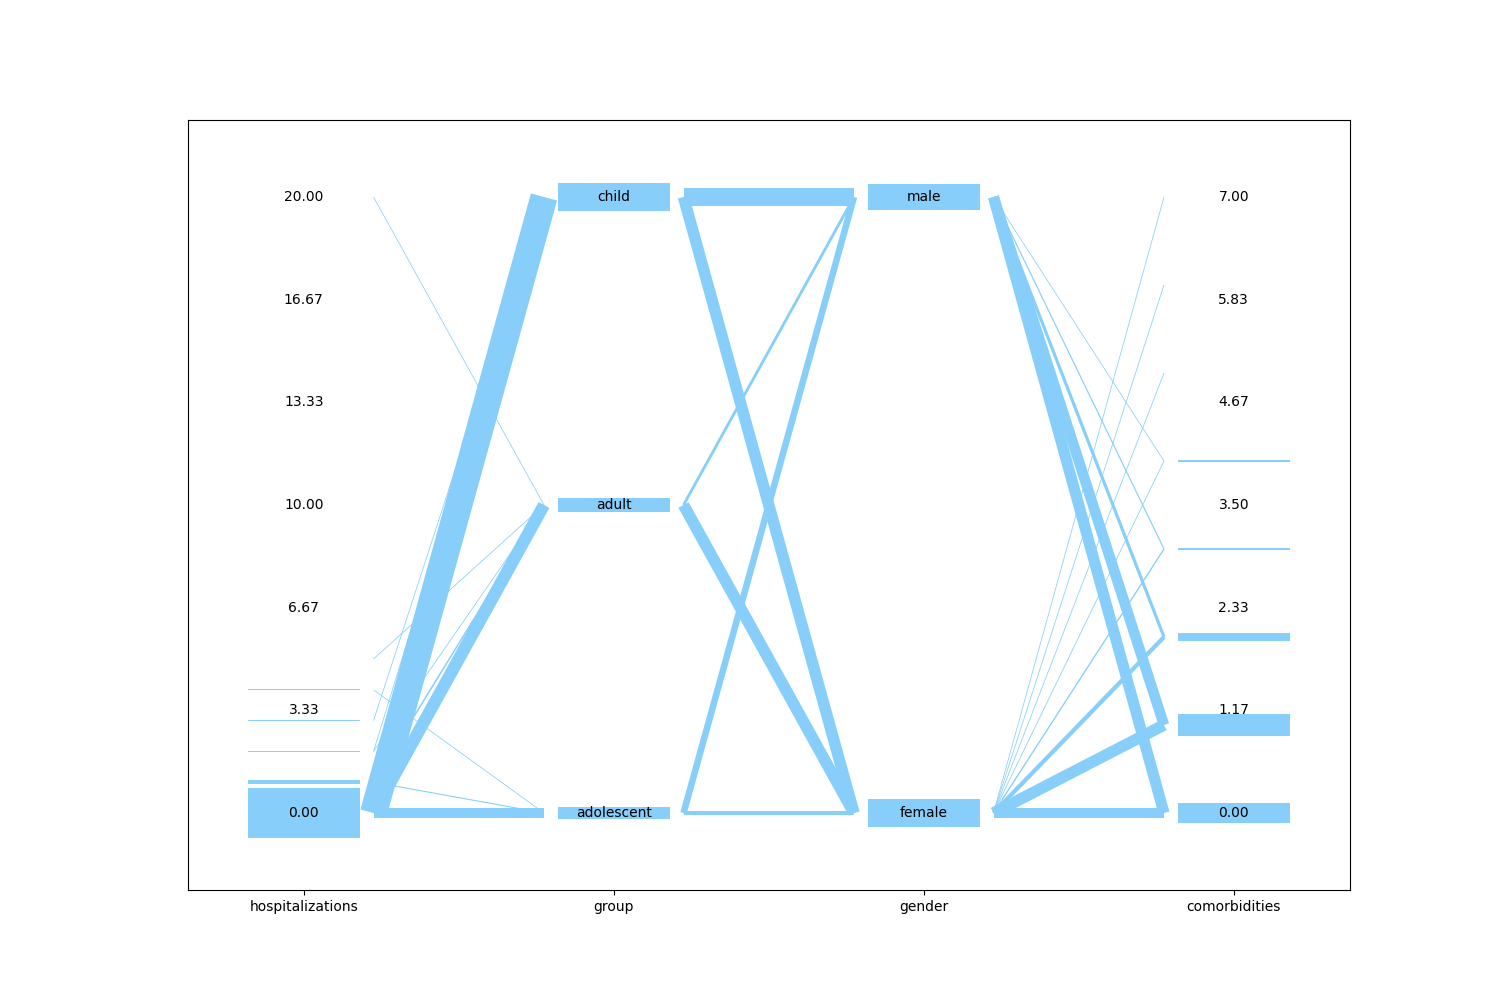 20.00 child male 7.00
16.67 5.83
13.33 4.67
10.00 adult 3.50
6.67 2.33
3.33 1.17
0.00 adolescent female 0.00
hospitalizations group gender comorbidities